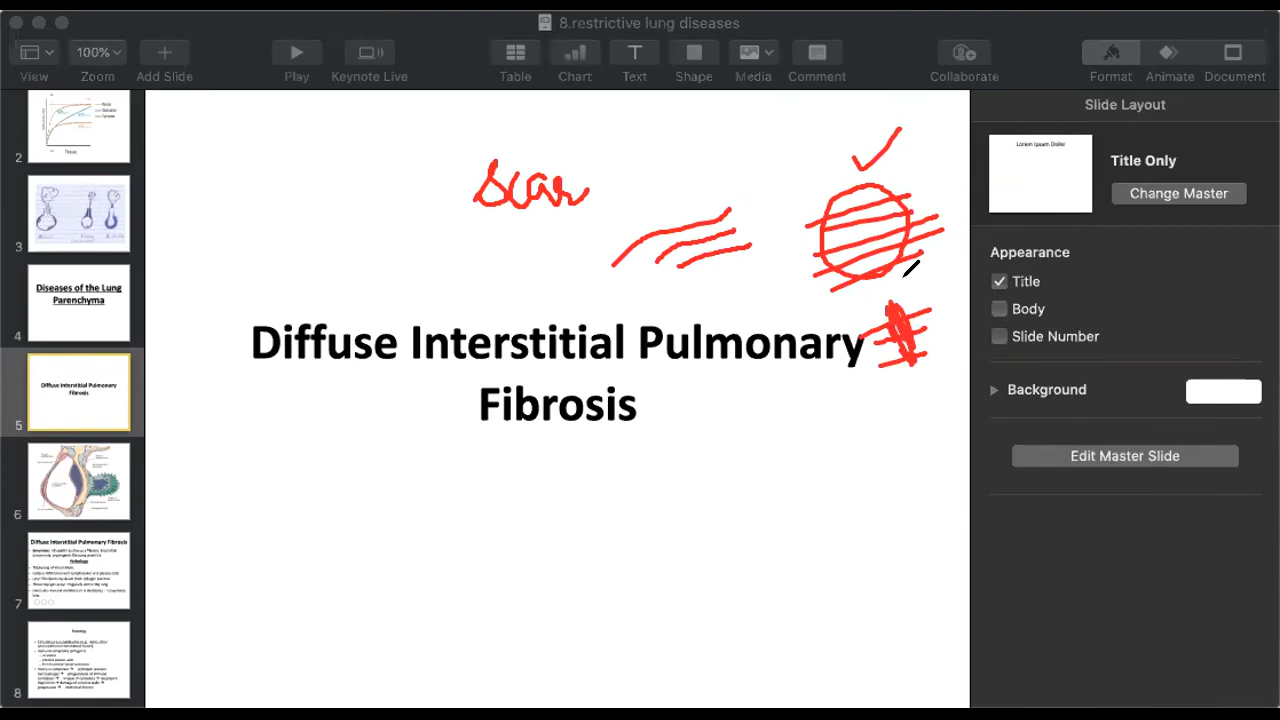 8.restrictive lung diseases
100%
View
Zoom
Add Slide
Play
Keynote Live
Table
Chart
Text
Shape
Media
Comment
Collaborate
Format
Animate
Document
2
3
Diseases of the Lung
Parenchyma
4
Diffuse Interstitial Pulmonary
Fibrosis
5
6
Diffuse Interstitial Pulmonary Fibrosis
7
8
scar
Diffuse Interstitial Pulmonary
Fibrosis
Slide Layout
Lorem Ipsum Dolor
Title Only
Change Master
Appearance
Title
Body
Slide Number
Background
Edit Master Slide